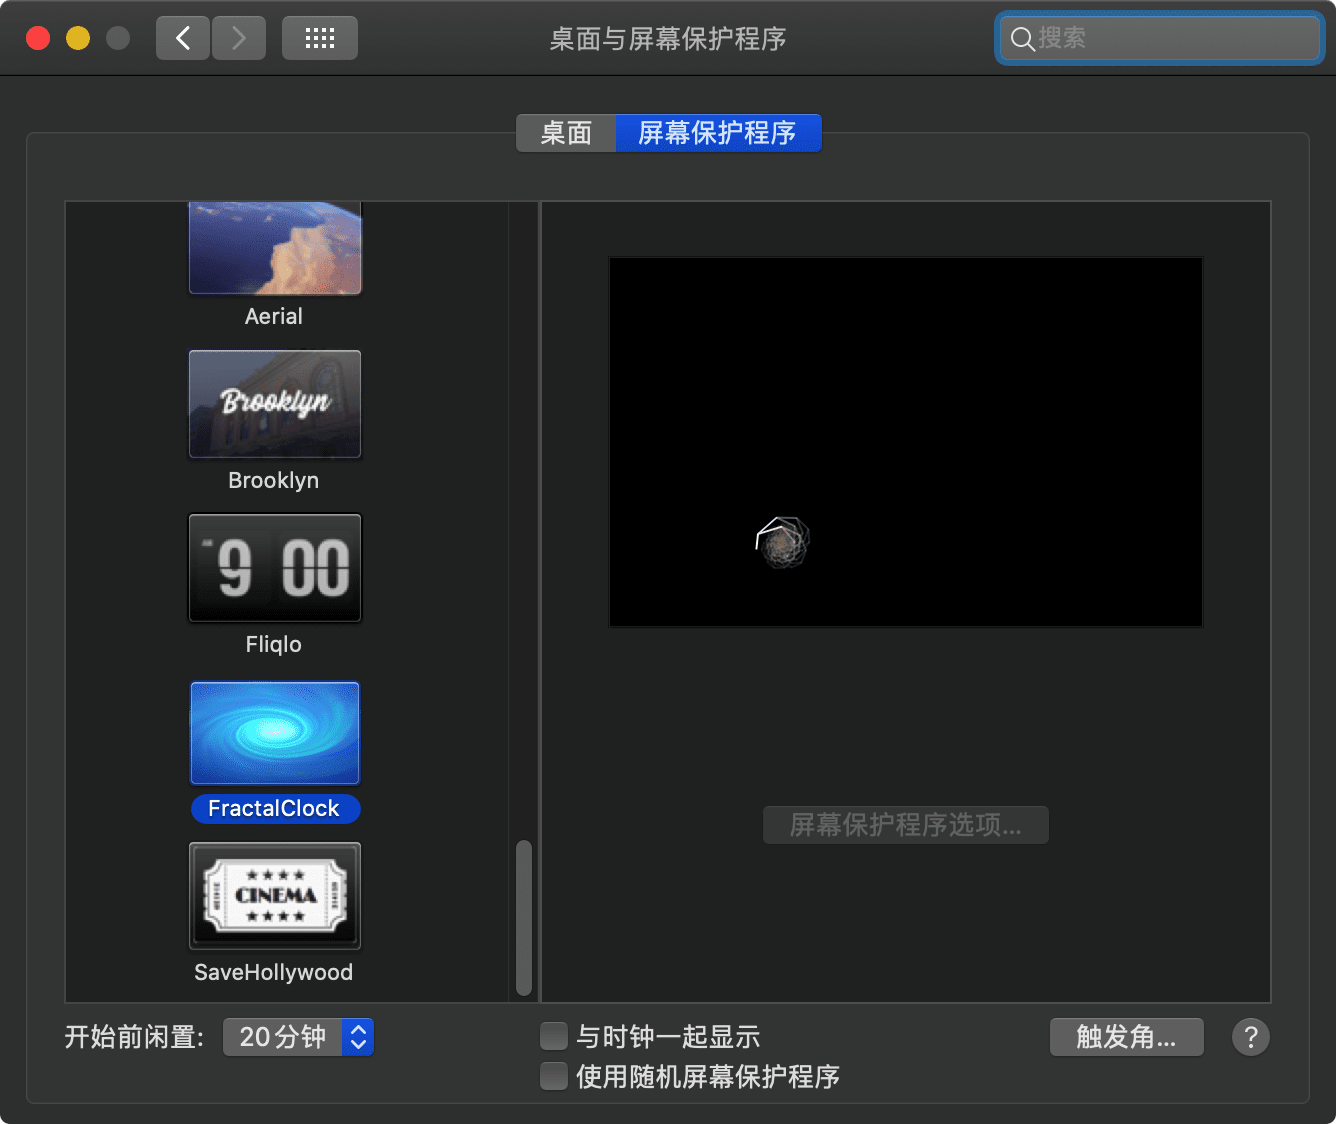 桌面与屏幕保护程序
搜索
桌面
屏幕保护程序
Aerial
Brooklyn
Brooklyn
9 00
Fliqlo
FractalClock
★★★★
CINEMA
★★★★
SaveHollywood
屏幕保护程序选项...
开始前闲置:
20分钟
与时钟一起显示
使用随机屏幕保护程序
触发角...
?